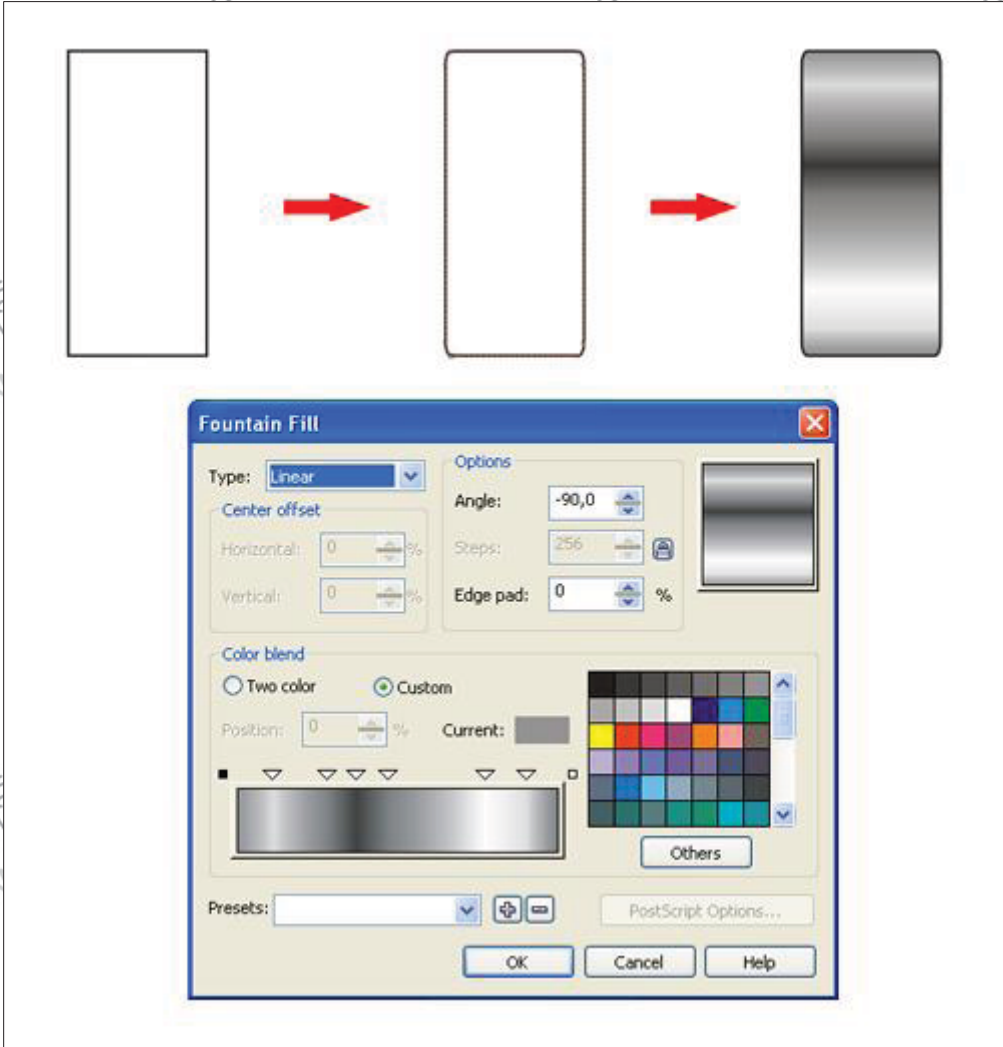 Fountain Fill
Type: Linear
Options
Center offset
Angle: -90,0
Horizontal: 0 %
Steps: 256
Vertical: 0 %
Edge pad: 0 %
Color blend
Two color Custom
Position: 0 % Current:
Others
Presets:
PostScript Options...
OK Cancel Help